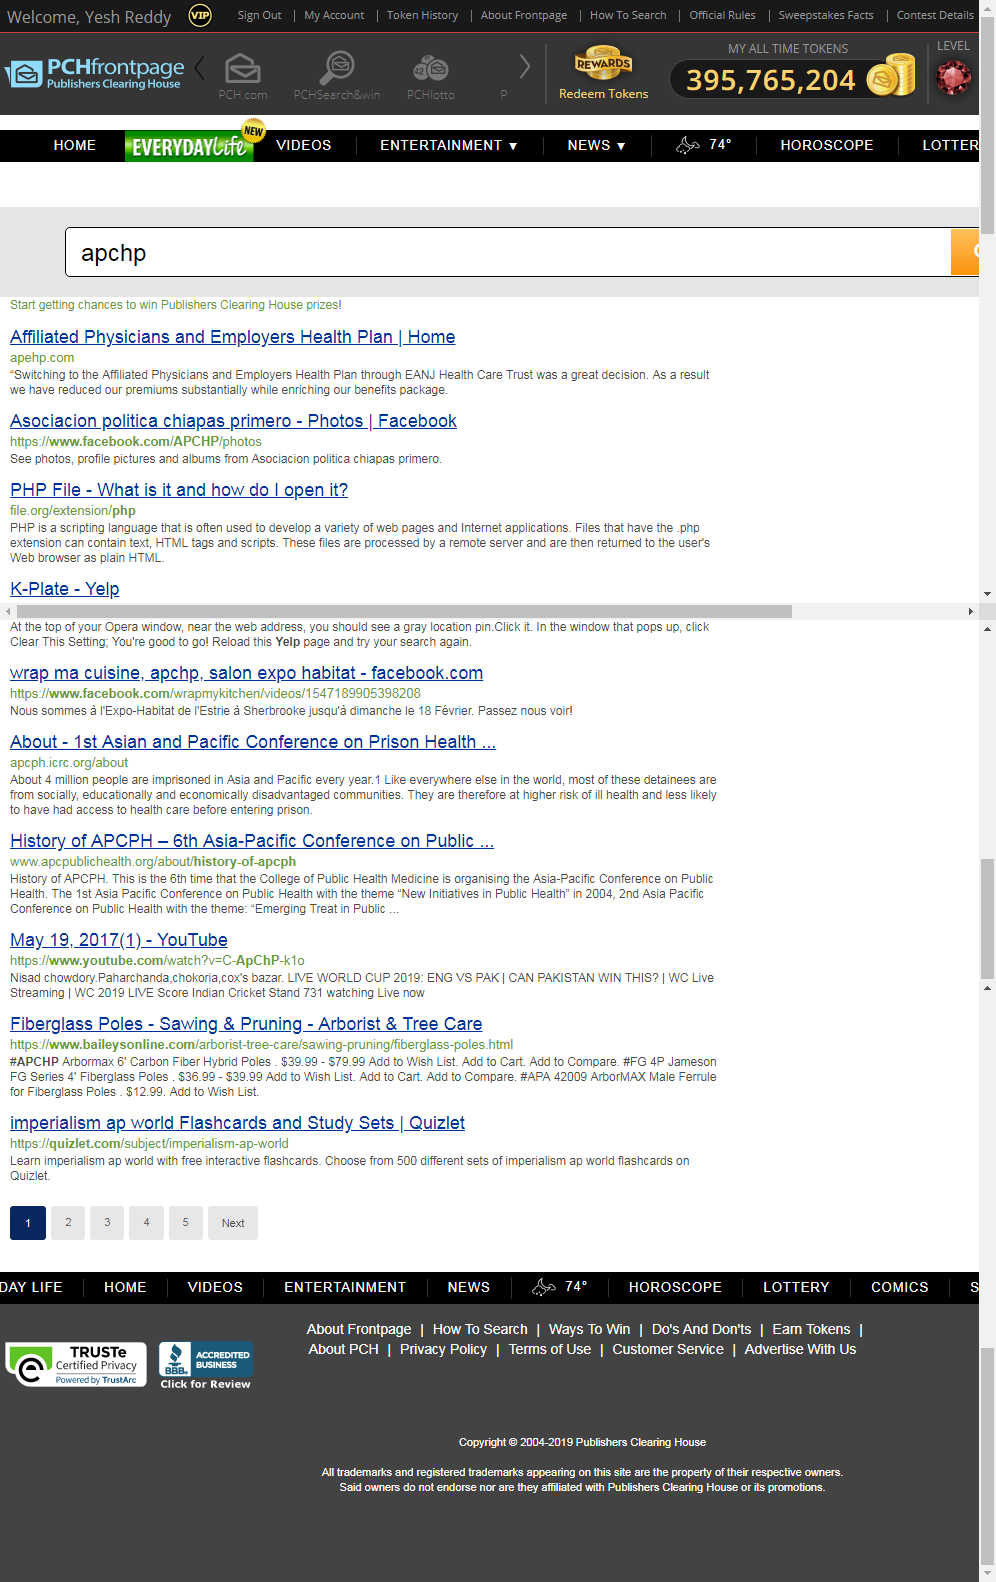 Welcome, Yesh Reddy VIP Sign Out | My Account | Token History | About Frontpage | How To Search | Official Rules | Sweepstakes Facts | Contest Details
PCHfrontpage
Publishers Clearing House
PCH.com PCHSearch&win 42 PCHlotto P
REWARDS
Redeem Tokens
MY ALL TIME TOKENS
395,765,204
LEVEL
HOME EVERYDAYLife NEW VIDEOS ENTERTAINMENT ▼ NEWS ▼ 74° HOROSCOPE LOTTER
apchp
Start getting chances to win Publishers Clearing House prizes!
Affiliated Physicians and Employers Health Plan | Home
apehp.com
“Switching to the Affiliated Physicians and Employers Health Plan through EANJ Health Care Trust was a great decision. As a result
we have reduced our premiums substantially while enriching our benefits package.
Asociacion politica chiapas primero - Photos | Facebook
https://www.facebook.com/APCHP/photos
See photos, profile pictures and albums from Asociacion politica chiapas primero.
PHP File - What is it and how do I open it?
file.org/extension/php
PHP is a scripting language that is often used to develop a variety of web pages and Internet applications. Files that have the .php
extension can contain text, HTML tags and scripts. These files are processed by a remote server and are then returned to the user's
Web browser as plain HTML.
K-Plate - Yelp
At the top of your Opera window, near the web address, you should see a gray location pin.Click it. In the window that pops up, click
Clear This Setting; You're good to go! Reload this Yelp page and try your search again.
wrap ma cuisine, apchp, salon expo habitat - facebook.com
https://www.facebook.com/wrapmykitchen/videos/1547189905398208
Nous sommes à l'Expo-Habitat de l'Estrie à Sherbrooke jusqu'à dimanche le 18 Février. Passez nous voir!
About - 1st Asian and Pacific Conference on Prison Health ...
apcph.icrc.org/about
About 4 million people are imprisoned in Asia and Pacific every year.1 Like everywhere else in the world, most of these detainees are
from socially, educationally and economically disadvantaged communities. They are therefore at higher risk of ill health and less likely
to have had access to health care before entering prison.
History of APCPH – 6th Asia-Pacific Conference on Public ...
www.apcpublichealth.org/about/history-of-apcph
History of APCPH. This is the 6th time that the College of Public Health Medicine is organising the Asia-Pacific Conference on Public
Health. The 1st Asia Pacific Conference on Public Health with the theme “New Initiatives in Public Health” in 2004, 2nd Asia Pacific
Conference on Public Health with the theme: “Emerging Treat in Public ...
May 19, 2017(1) - YouTube
https://www.youtube.com/watch?v=C-ApChP-k1o
Nisad chowdory.Paharchanda,chokoria,cox's bazar. LIVE WORLD CUP 2019: ENG VS PAK | CAN PAKISTAN WIN THIS? | WC Live
Streaming | WC 2019 LIVE Score Indian Cricket Stand 731 watching Live now
Fiberglass Poles - Sawing & Pruning - Arborist & Tree Care
https://www.baileysonline.com/arborist-tree-care/sawing-pruning/fiberglass-poles.html
#APCHP Arbormax 6' Carbon Fiber Hybrid Poles . $39.99 - $79.99 Add to Wish List. Add to Cart. Add to Compare. #FG 4P Jameson
FG Series 4' Fiberglass Poles . $36.99 - $39.99 Add to Wish List. Add to Cart. Add to Compare. #APA 42009 ArborMAX Male Ferrule
for Fiberglass Poles . $12.99. Add to Wish List.
imperialism ap world Flashcards and Study Sets | Quizlet
https://quizlet.com/subject/imperialism-ap-world
Learn imperialism ap world with free interactive flashcards. Choose from 500 different sets of imperialism ap world flashcards on
Quizlet.
1 2 3 4 5 Next
DAY LIFE HOME VIDEOS ENTERTAINMENT NEWS 74° HOROSCOPE LOTTERY COMICS S
About Frontpage | How To Search | Ways To Win | Do's And Don'ts | Earn Tokens |
About PCH | Privacy Policy | Terms of Use | Customer Service | Advertise With Us
TRUSTe
Certified Privacy
Powered by TrustArc
BBB. ACCREDITED
BUSINESS
Click for Review
Copyright © 2004-2019 Publishers Clearing House
All trademarks and registered trademarks appearing on this site are the property of their respective owners.
Said owners do not endorse nor are they affiliated with Publishers Clearing House or its promotions.